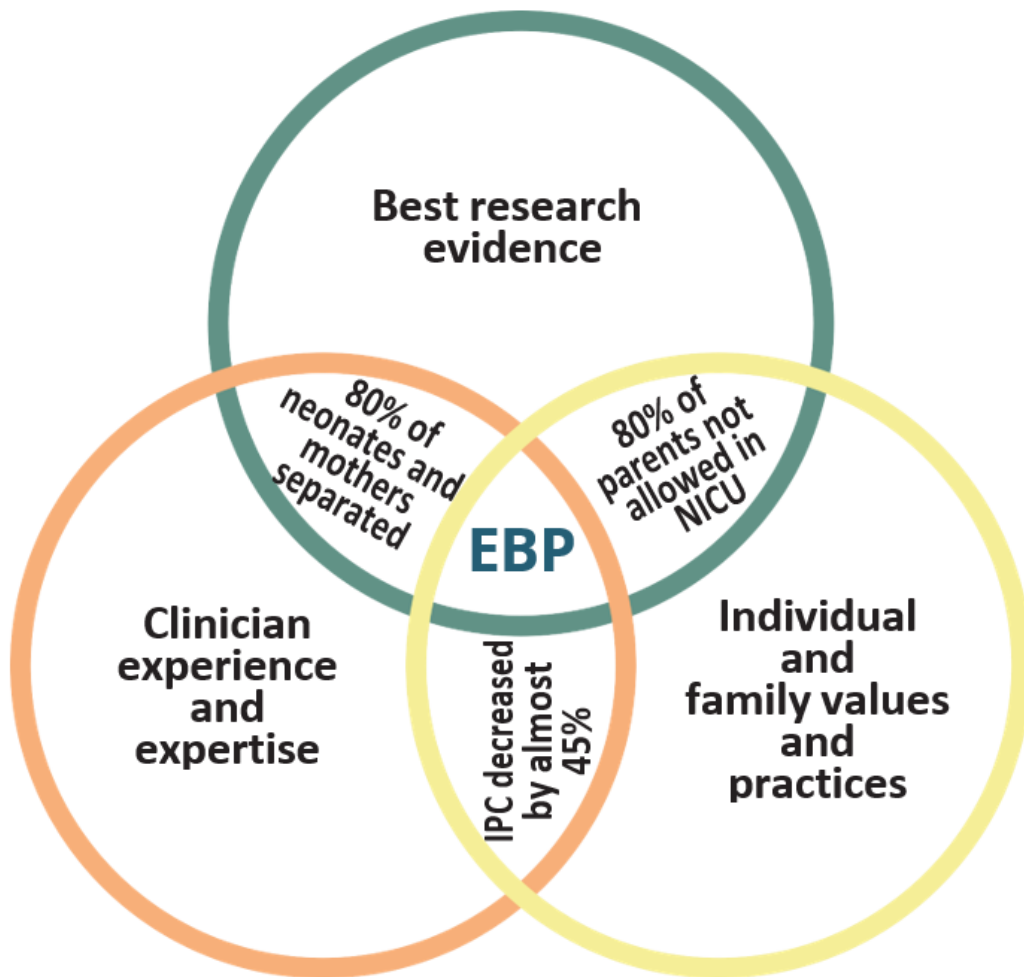 Best research
evidence
80% of
neonates and
mothers
separated
80% of
parents not
allowed in
NICU
EBP
Clinician
experience
and
expertise
IPC decreased
by almost
45%
Individual
and
family values
and
practices